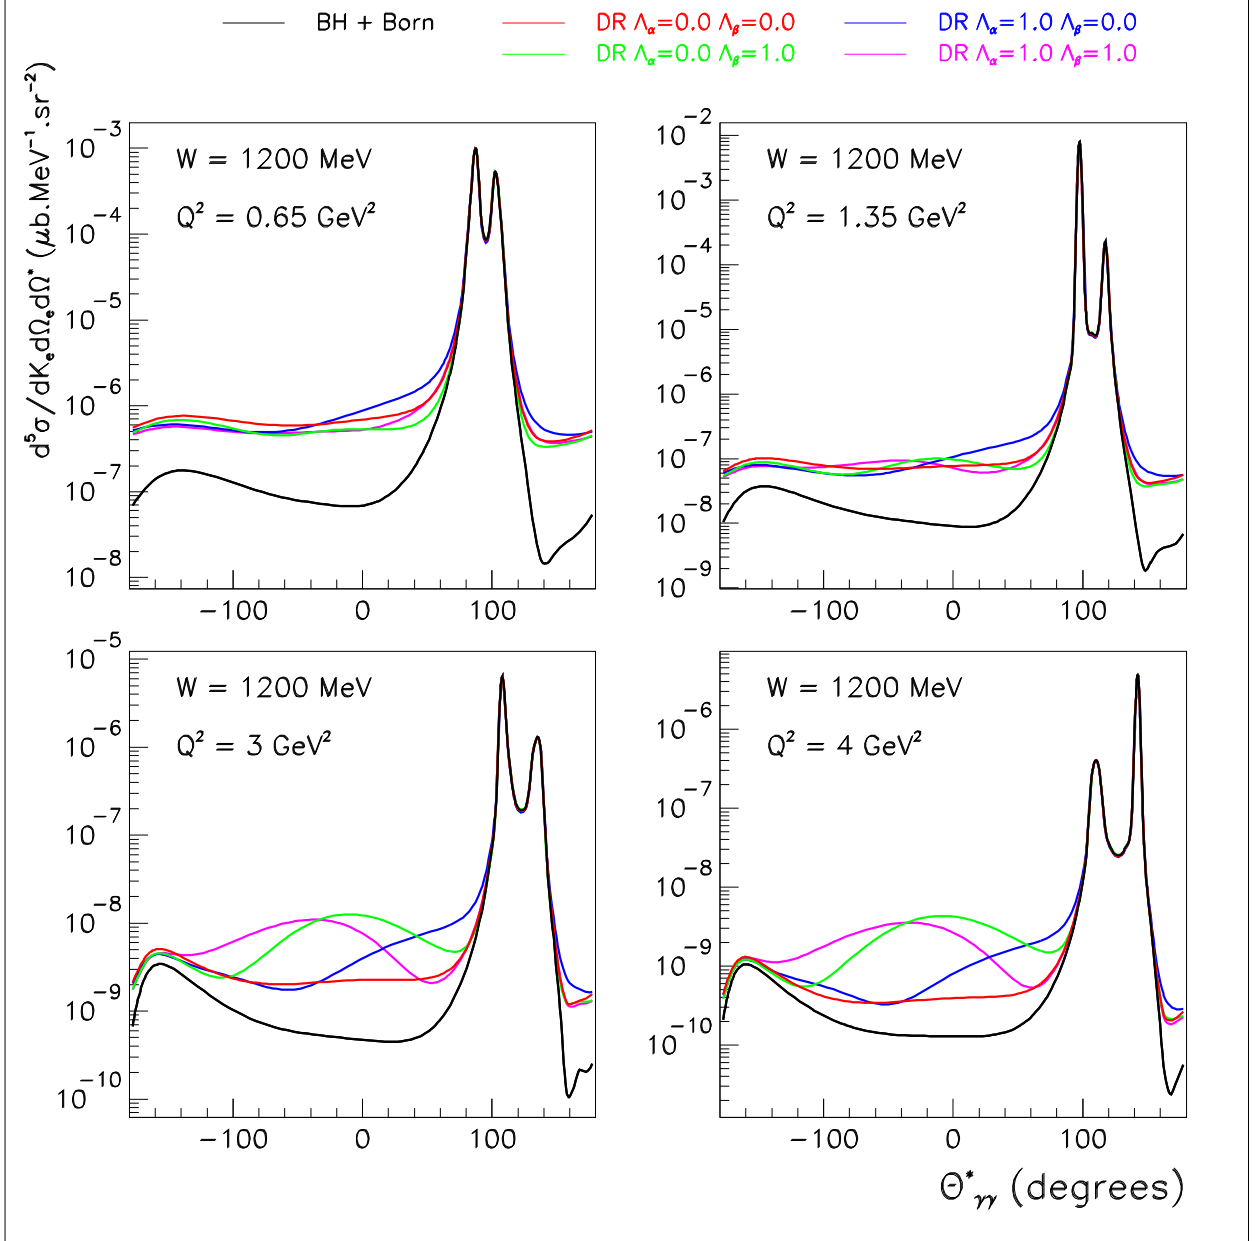 BH + Born DR Λα=0.0 Λβ=0.0 DR Λα=1.0 Λβ=0.0
DR Λα=0.0 Λβ=1.0 DR Λα=1.0 Λβ=1.0
d⁵σ/dKₑdΩₑdΩ* (μb.MeV⁻¹.sr⁻²)
10⁻³
10⁻⁴
10⁻⁵
10⁻⁶
10⁻⁷
10⁻⁸
W = 1200 MeV
Q² = 0.65 GeV²
−100 0 100
10⁻²
10⁻³
10⁻⁴
10⁻⁵
10⁻⁶
10⁻⁷
10⁻⁸
10⁻⁹
W = 1200 MeV
Q² = 1.35 GeV²
−100 0 100
10⁻⁵
10⁻⁶
10⁻⁷
10⁻⁸
10⁻⁹
10⁻¹⁰
W = 1200 MeV
Q² = 3 GeV²
−100 0 100
10⁻⁶
10⁻⁷
10⁻⁸
10⁻⁹
10⁻¹⁰
W = 1200 MeV
Q² = 4 GeV²
−100 0 100
Θ*γγ (degrees)